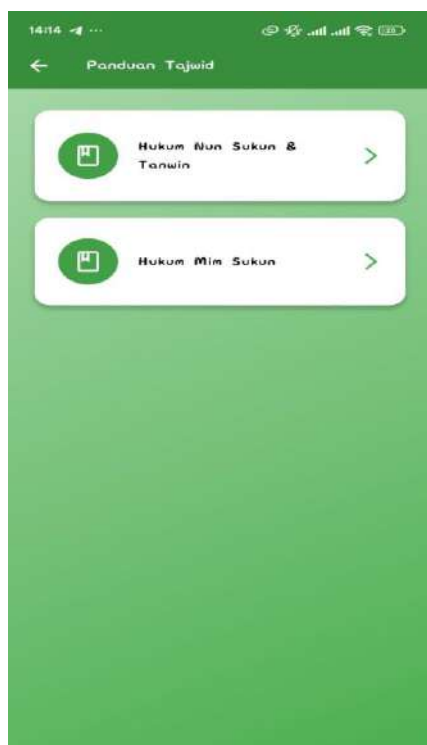 14:14 ...
Panduan Tajwid
Hukum Nun Sukun &
Tanwin
Hukum Mim Sukun